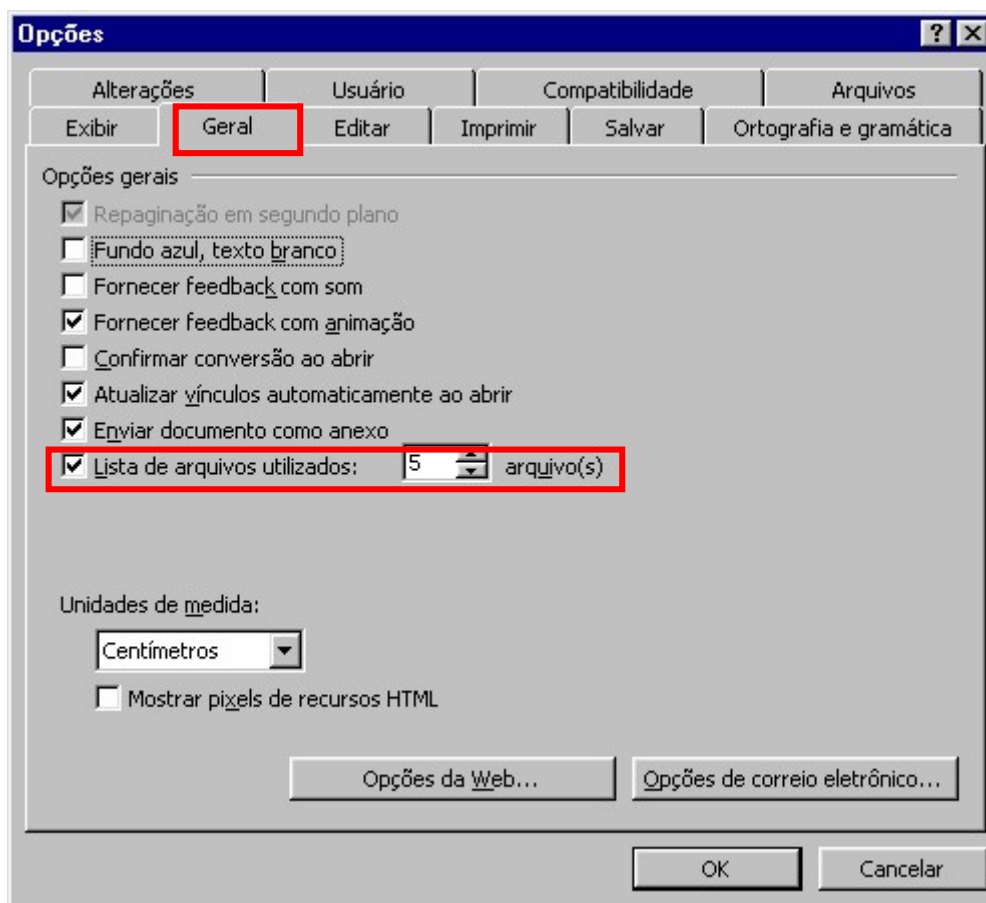 Opções
Alterações Usuário Compatibilidade Arquivos
Exibir Geral Editar Imprimir Salvar Ortografia e gramática
Opções gerais
Repaginação em segundo plano
Fundo azul, texto branco
Fornecer feedback com som
Fornecer feedback com animação
Confirmar conversão ao abrir
Atualizar vínculos automaticamente ao abrir
Enviar documento como anexo
Lista de arquivos utilizados: 5 arquivo(s)
Unidades de medida:
Centímetros
Mostrar pixels de recursos HTML
Opções da Web... Opções de correio eletrônico...
OK Cancelar